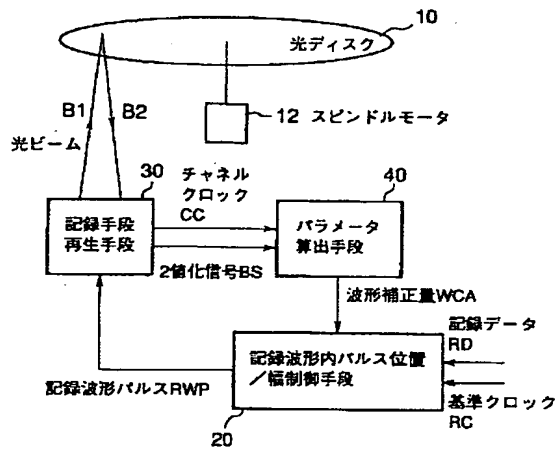 10
光ディスク
B1
B2
12 スピンドルモータ
光ビーム
30
チャネル
クロック
CC
40
記録手段
再生手段
パラメータ
算出手段
2値化信号BS
波形補正量WCA
記録データ
RD
記録波形内パルス位置
/幅制御手段
記録波形パルスRWP
基準クロック
RC
20